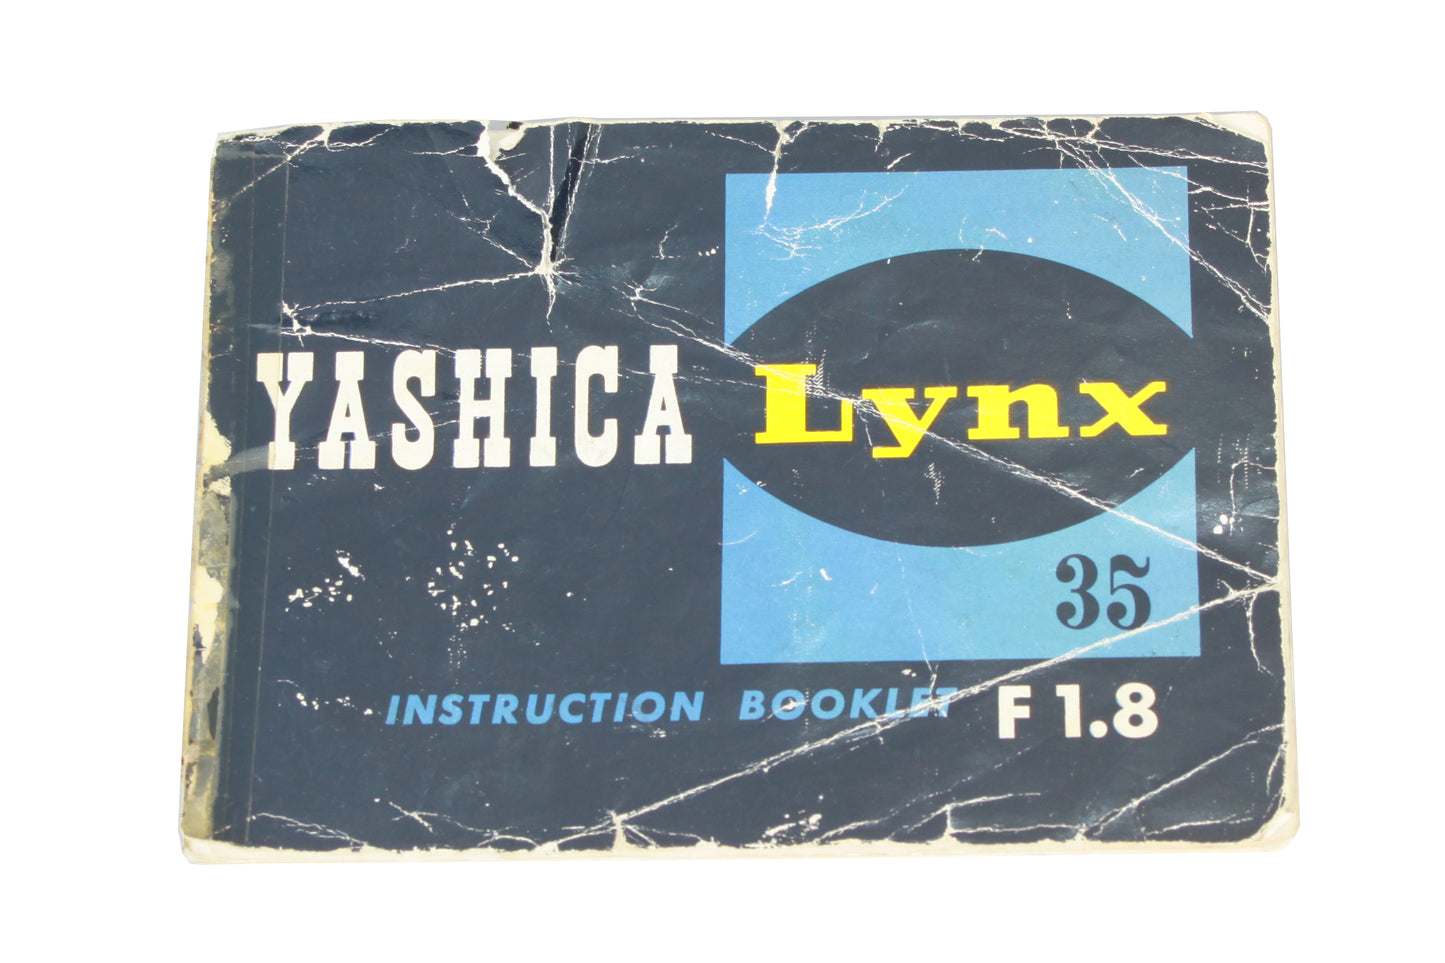 YASHICA Lynx
35
INSTRUCTION BOOKLET F 1.8